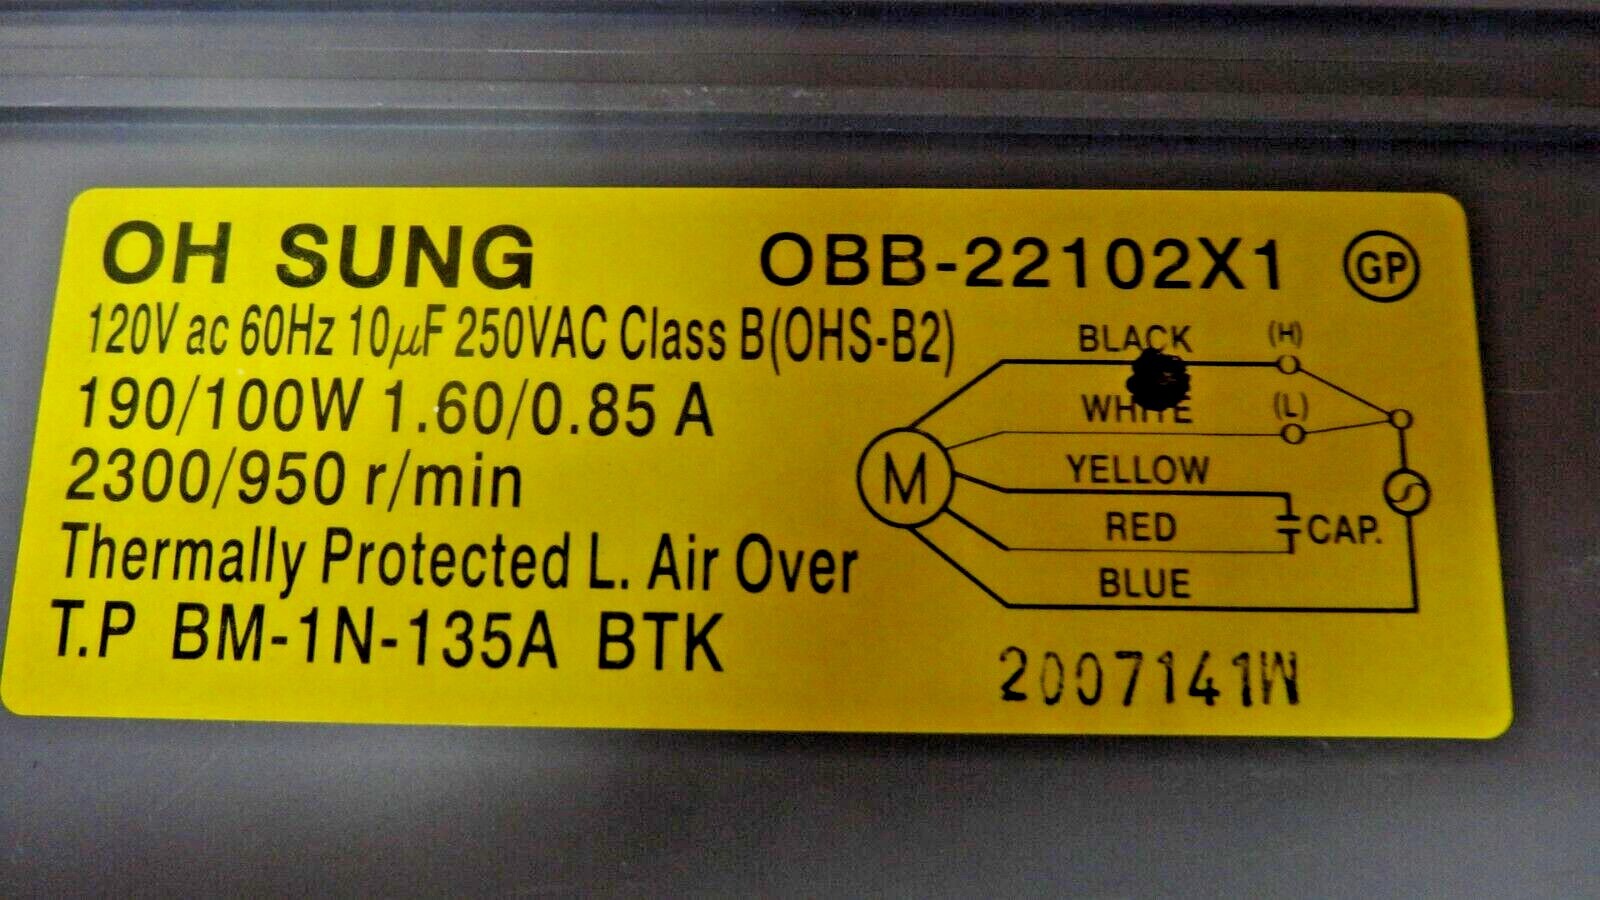 OH SUNG OBB-22102X1 GP
120V ac 60Hz 10μF 250VAC Class B(OHS-B2)
190/100W 1.60/0.85 A
2300/950 r/min
Thermally Protected L. Air Over
T.P BM-1N-135A BTK
BLACK (H)
WHITE (L)
M
YELLOW
RED CAP.
BLUE
2007141W